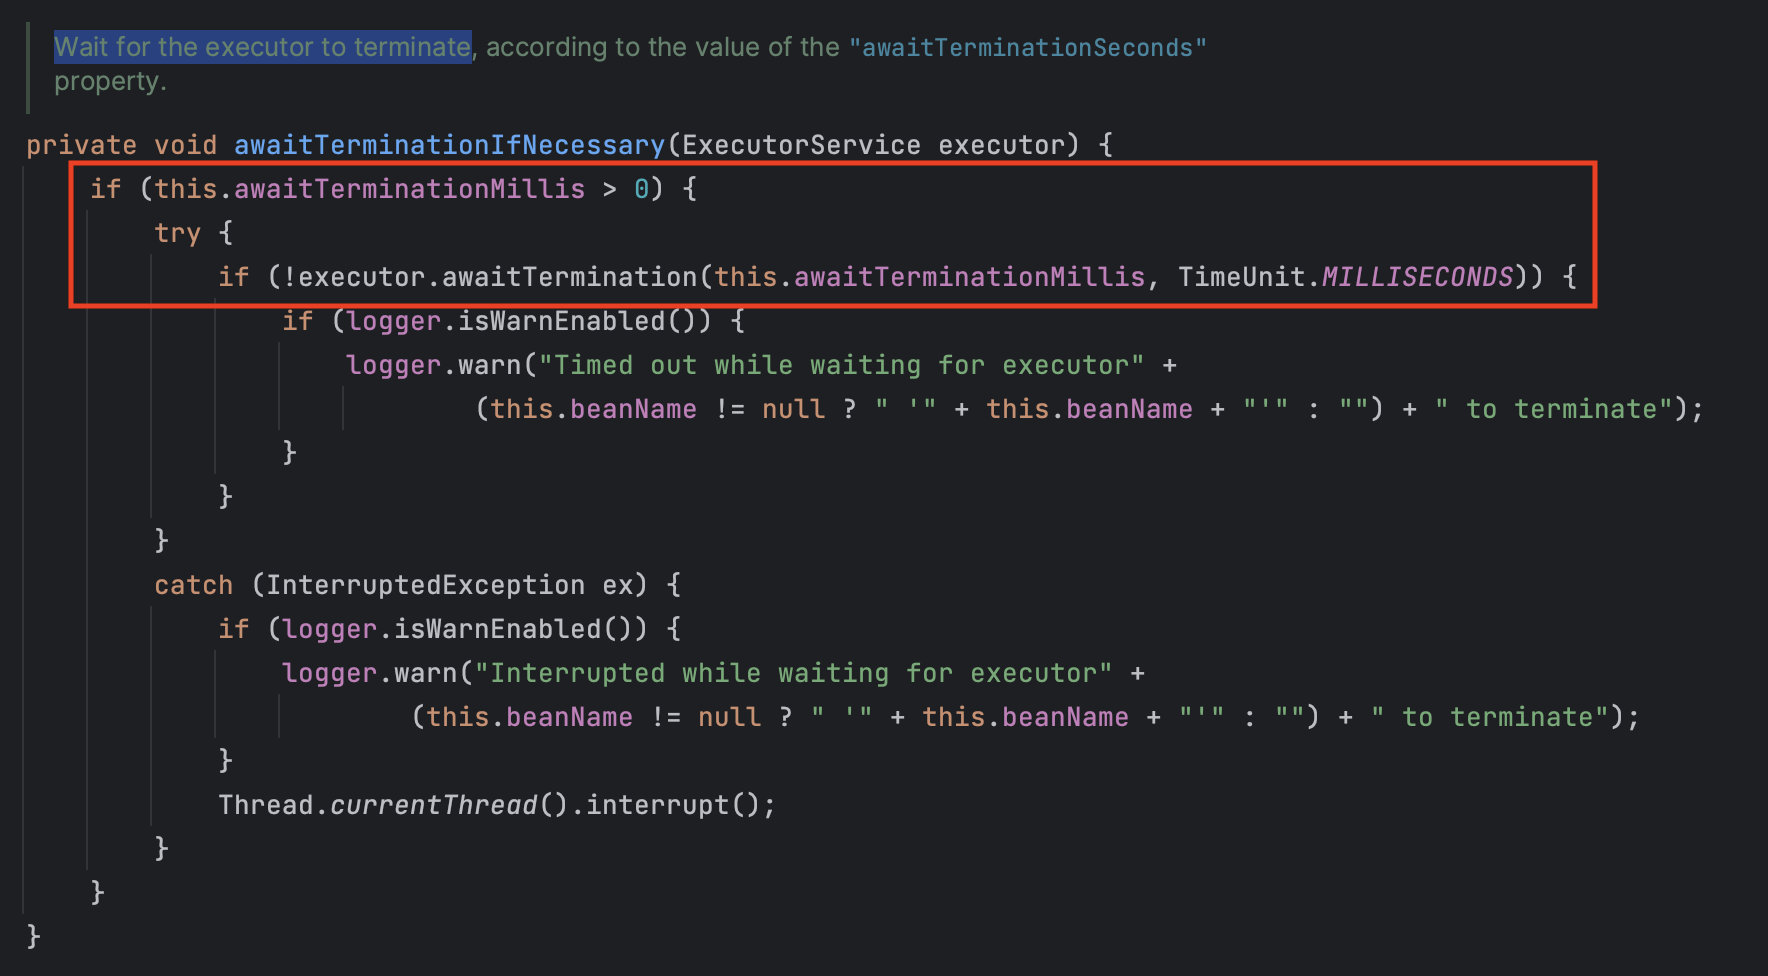 Wait for the executor to terminate, according to the value of the "awaitTerminationSeconds"
property.
private void awaitTerminationIfNecessary(ExecutorService executor) {
if (this.awaitTerminationMillis > 0) {
try {
if (!executor.awaitTermination(this.awaitTerminationMillis, TimeUnit.MILLISECONDS)) {
if (logger.isWarnEnabled()) {
logger.warn("Timed out while waiting for executor" +
(this.beanName != null ? " '" + this.beanName + "'" : "") + " to terminate");
}
}
}
catch (InterruptedException ex) {
if (logger.isWarnEnabled()) {
logger.warn("Interrupted while waiting for executor" +
(this.beanName != null ? " '" + this.beanName + "'" : "") + " to terminate");
}
Thread.currentThread().interrupt();
}
}
}